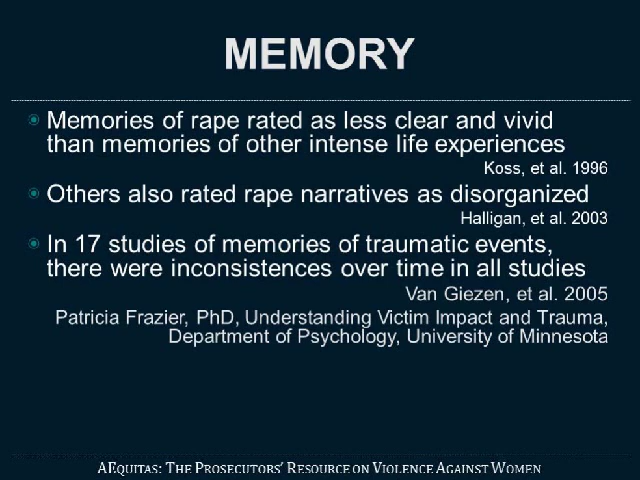 MEMORY
Memories of rape rated as less clear and vivid
than memories of other intense life experiences
Koss, et al. 1996
Others also rated rape narratives as disorganized
Halligan, et al. 2003
In 17 studies of memories of traumatic events,
there were inconsistences over time in all studies
Van Giezen, et al. 2005
Patricia Frazier, PhD, Understanding Victim Impact and Trauma,
Department of Psychology, University of Minnesota
AEQUITAS: THE PROSECUTORS' RESOURCE ON VIOLENCE AGAINST WOMEN